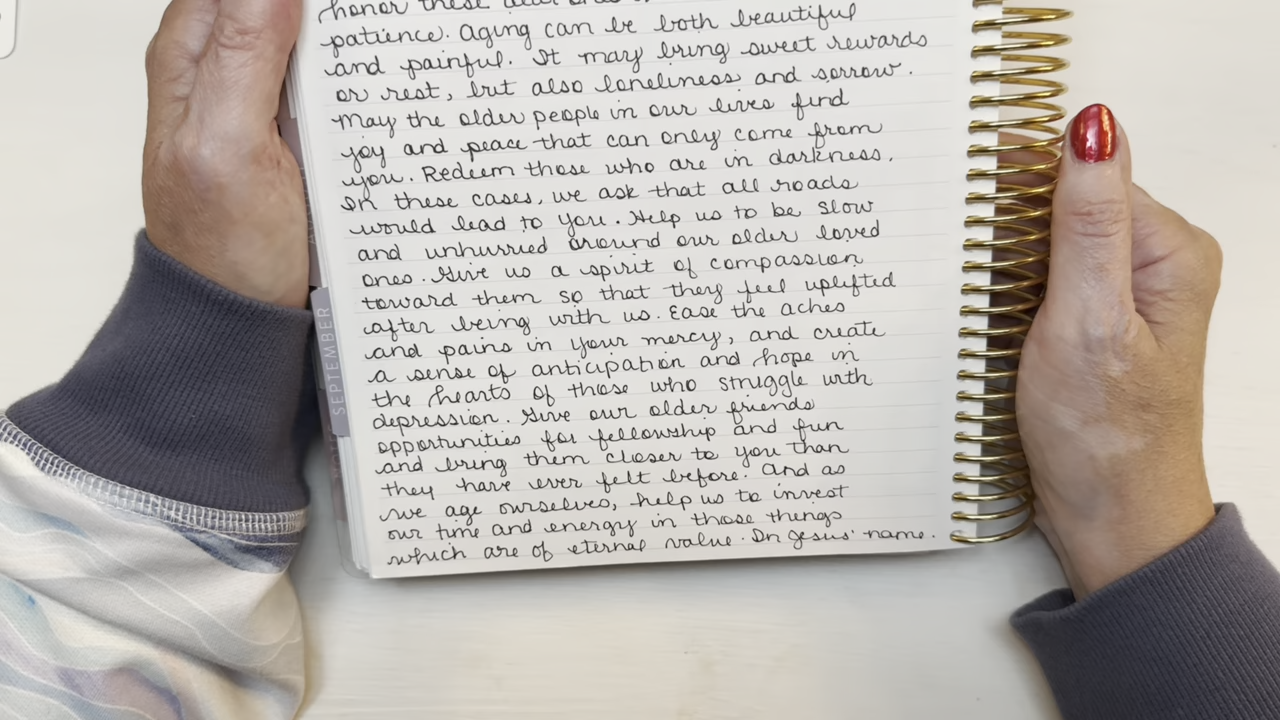 honor these
patience. Aging can be both beautiful
and painful. It may bring sweet rewards
or rest, but also loneliness and sorrow.
May the older people in our lives find
joy and peace that can only come from
you. Redeem those who are in darkness.
In these cases, we ask that all roads
would lead to you. Help us to be slow
and unhurried around our older loved
ones. Give us a spirit of compassion
toward them so that they feel uplifted
after being with us. Ease the aches
and pains in your mercy, and create
a sense of anticipation and hope in
the hearts of those who struggle with
depression. Give our older friends
opportunities for fellowship and fun
and bring them closer to you than
they have ever felt before. And as
we age ourselves, help us to invest
our time and energy in those things
which are of eternal value. In Jesus' name.
SEPTEMBER